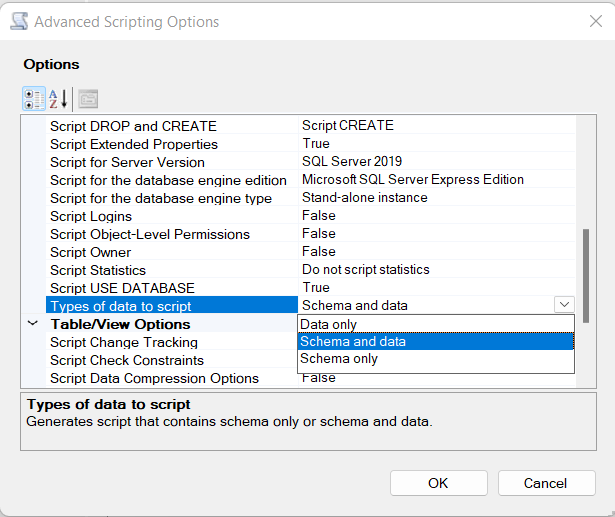 Advanced Scripting Options
Options
Script DROP and CREATE Script CREATE
Script Extended Properties True
Script for Server Version SQL Server 2019
Script for the database engine edition Microsoft SQL Server Express Edition
Script for the database engine type Stand-alone instance
Script Logins False
Script Object-Level Permissions False
Script Owner False
Script Statistics Do not script statistics
Script USE DATABASE True
Types of data to script Schema and data
Table/View Options Data only
Script Change Tracking Schema and data
Script Check Constraints Schema only
Script Data Compression Options False
Types of data to script
Generates script that contains schema only or schema and data.
OK Cancel